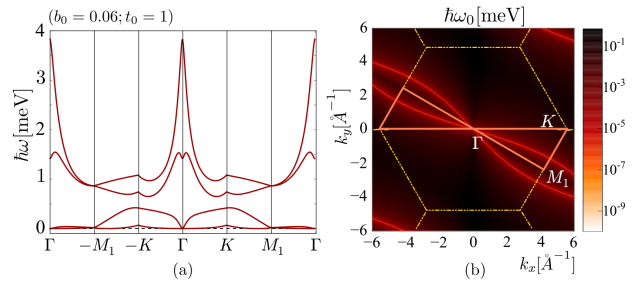 (b₀ = 0.06; t₀ = 1)
ħω[meV]
4
3
2
1
0
Γ −M₁ −K Γ K M₁ Γ
(a)
ħω₀[meV]
k_y[Å⁻¹]
6
4
2
0
−2
−4
−6
K
Γ
M₁
−6 −4 −2 0 2 4 6
(b) k_x[Å⁻¹]
10⁻¹
10⁻³
10⁻⁵
10⁻⁷
10⁻⁹